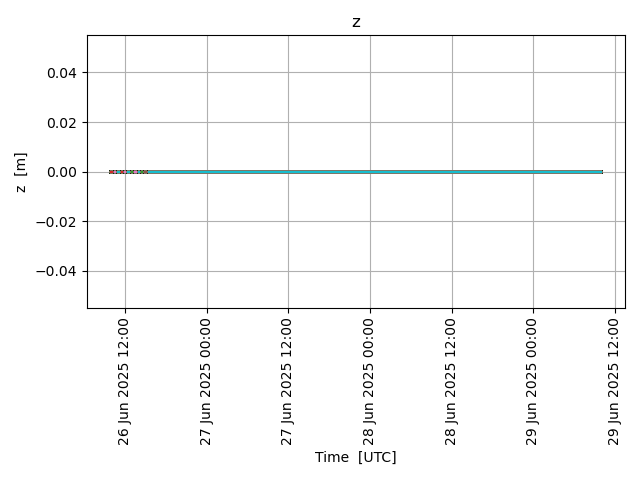 z
0.04
0.02
0.00
−0.02
−0.04
z [m]
26 Jun 2025 12:00
27 Jun 2025 00:00
27 Jun 2025 12:00
28 Jun 2025 00:00
28 Jun 2025 12:00
29 Jun 2025 00:00
29 Jun 2025 12:00
Time [UTC]